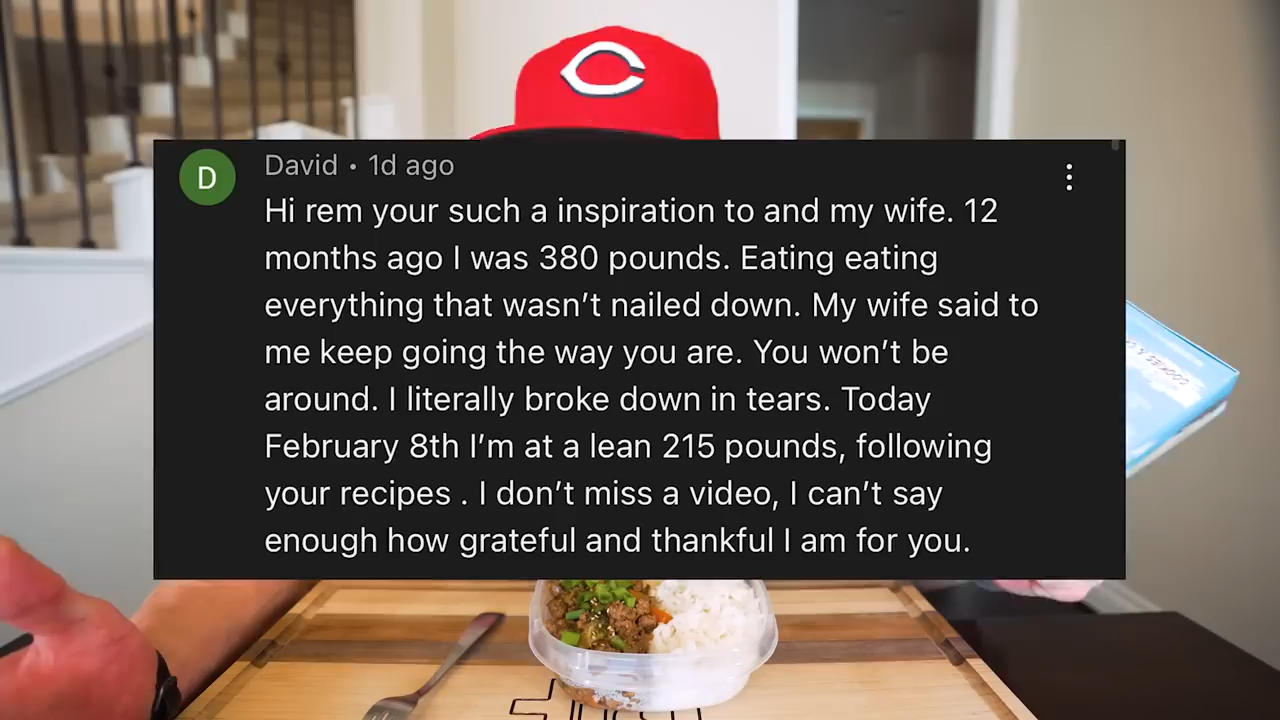 C
D
David • 1d ago
Hi rem your such a inspiration to and my wife. 12
months ago I was 380 pounds. Eating eating
everything that wasn’t nailed down. My wife said to
me keep going the way you are. You won’t be
around. I literally broke down in tears. Today
February 8th I’m at a lean 215 pounds, following
your recipes . I don’t miss a video, I can’t say
enough how grateful and thankful I am for you.
COOKIES &